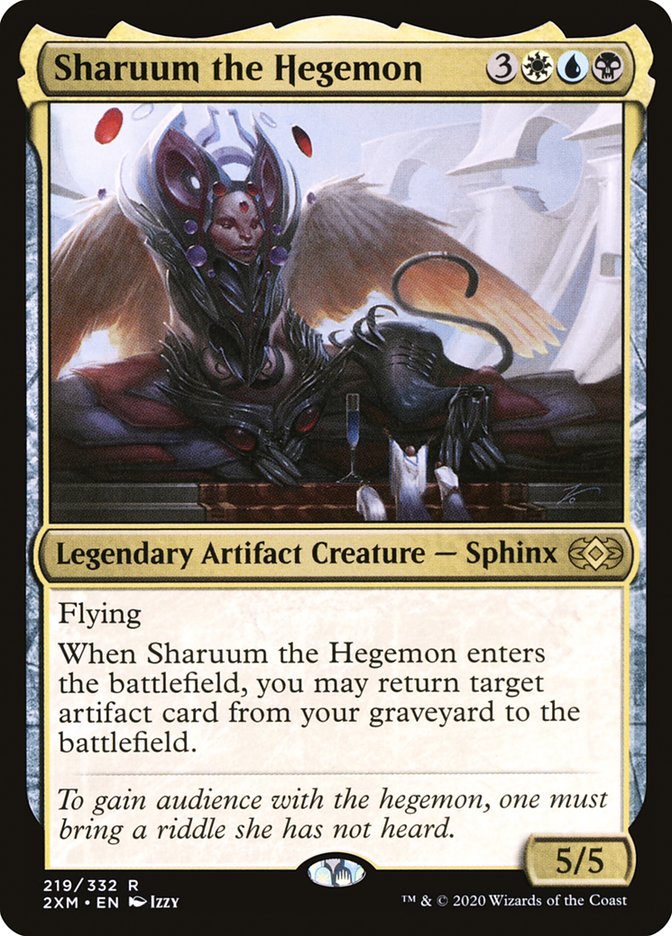 Sharuum the Hegemon 3
Legendary Artifact Creature — Sphinx
Flying
When Sharuum the Hegemon enters
the battlefield, you may return target
artifact card from your graveyard to the
battlefield.
To gain audience with the hegemon, one must
bring a riddle she has not heard.
5/5
219/332 R
2XM • EN Izzy
™ & © 2020 Wizards of the Coast